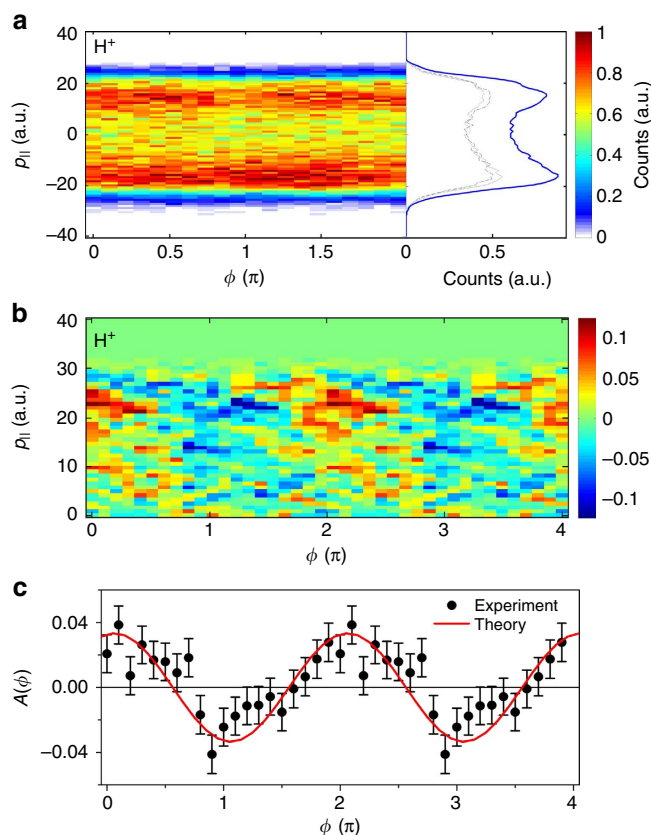 a
H+
p|| (a.u.)
40
20
0
−20
−40
0
0.5
1
1.5
ϕ (π)
0
0.5
Counts (a.u.)
1
0.8
0.6
0.4
0.2
0
Counts (a.u.)
b
H+
p|| (a.u.)
40
30
20
10
0
0
1
2
3
4
ϕ (π)
0.1
0.05
0
−0.05
−0.1
c
Experiment
Theory
A(ϕ)
0.04
0.00
−0.04
0
1
2
3
4
ϕ (π)